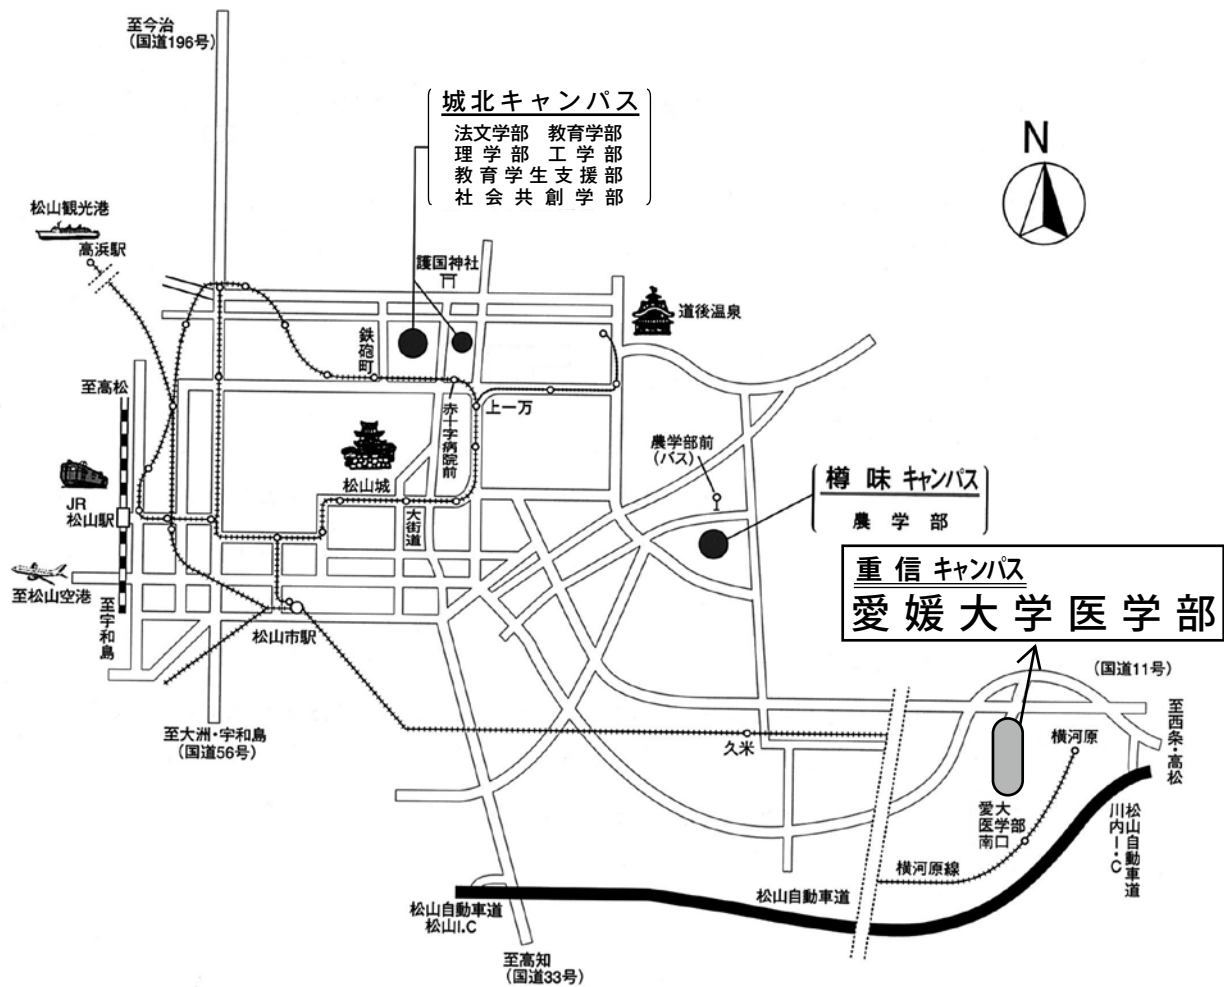 至今治
(国道196号)
城北キャンパス
法文学部 教育学部
理学部 工学部
教育学生支援部
社会共創学部
N
松山観光港
高浜駅
護国神社
道後温泉
鉄砲町
至高松
上一万
赤十字病院前
農学部前
(バス)
松山城
樽味キャンパス
農学部
JR
松山駅
大街道
重信キャンパス
愛媛大学医学部
至松山空港
至宇和島
松山市駅
(国道11号)
至西条・高松
至大洲・宇和島
(国道56号)
久米
横河原
愛大
医学部
南口
松山自動車道
川内I・C
横河原線
松山自動車道
松山自動車道
松山I.C
至高知
(国道33号)